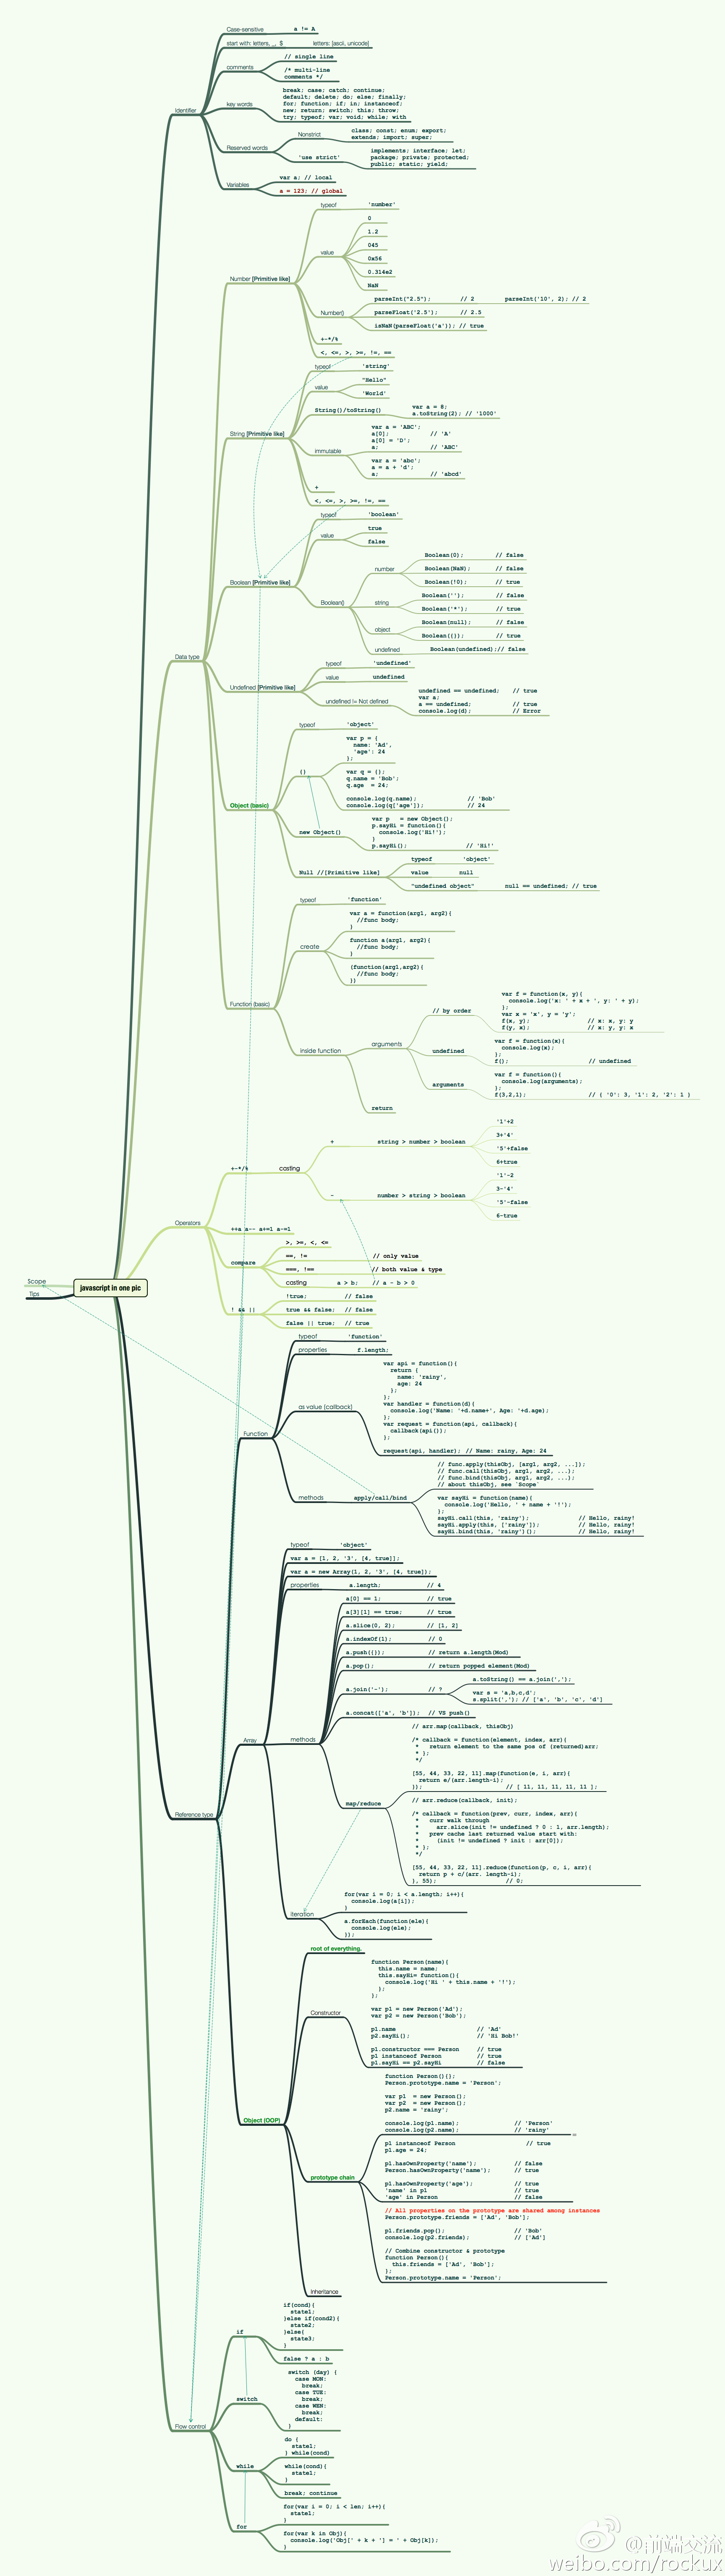 Case-sensitive
a != A
start with: letters, _, $
letters: [ascii, unicode]
comments
// single line
/* multi-line
comments */
Identifier
key words
break; case; catch; continue;
default; delete; do; else; finally;
for; function; if; in; instanceof;
new; return; switch; this; throw;
try; typeof; var; void; while; with
Reserved words
Nonstrict
class; const; enum; export;
extends; import; super;
'use strict'
implements; interface; let;
package; private; protected;
public; static; yield;
Variables
var a; // local
a = 123; // global
Data type
Number [Primitive like]
typeof
'number'
value
0
1.2
045
0x56
0.314e2
NaN
Number()
parseInt("2.5"); // 2
parseInt('10', 2); // 2
parseFloat('2.5'); // 2.5
isNaN(parseFloat('a')); // true
+-*/%
<, <=, >, >=, !=, ==
String [Primitive like]
typeof
'string'
value
"Hello"
'World'
String()/toString()
var a = 8;
a.toString(2); // '1000'
immutable
var a = 'ABC';
a[0]; // 'A'
a[0] = 'D';
a; // 'ABC'
var a = 'abc';
a = a + 'd';
a; // 'abcd'
+
<, <=, >, >=, !=, ==
Boolean [Primitive like]
typeof
'boolean'
value
true
false
Boolean()
number
Boolean(0); // false
Boolean(NaN); // false
Boolean(!0); // true
string
Boolean(''); // false
Boolean('*'); // true
object
Boolean(null); // false
Boolean({}); // true
undefined
Boolean(undefined);// false
Undefined [Primitive like]
typeof
'undefined'
value
undefined
undefined != Not defined
undefined == undefined; // true
var a;
a == undefined; // true
console.log(d); // Error
Object (basic)
typeof
'object'
{}
var p = {
name: 'Ad',
'age': 24
};
var q = {};
q.name = 'Bob';
q.age = 24;
console.log(q.name); // 'Bob'
console.log(q['age']); // 24
new Object()
var p = new Object();
p.sayHi = function(){
console.log('Hi!');
}
p.sayHi(); // 'Hi!'
Null //[Primitive like]
typeof
'object'
value
null
"undefined object"
null == undefined; // true
Function (basic)
typeof
'function'
create
var a = function(arg1, arg2){
//func body;
}
function a(arg1, arg2){
//func body;
}
(function(arg1,arg2){
//func body;
})
inside function
arguments
// by order
var f = function(x, y){
console.log('x: ' + x + ', y: ' + y);
};
var x = 'x', y = 'y';
f(x, y); // x: x, y: y
f(y, x); // x: y, y: x
undefined
var f = function(x){
console.log(x);
};
f(); // undefined
arguments
var f = function(){
console.log(arguments);
};
f(3,2,1); // { '0': 3, '1': 2, '2': 1 }
return
Operators
+-*/%
casting
+
string > number > boolean
'1'+2
3+'4'
'5'+false
6+true
-
number > string > boolean
'1'-2
3-'4'
'5'-false
6-true
++a a-- a+=1 a-=1
compare
>, >=, <, <=
==, != // only value
===, !== // both value & type
casting
a > b; // a - b > 0
! && ||
!true; // false
true && false; // false
false || true; // true
Scope
Tips
javascript in one pic
Reference type
Function
typeof
'function'
properties
f.length;
as value (callback)
var api = function(){
return {
name: 'rainy',
age: 24
};
};
var handler = function(d){
console.log('Name: '+d.name+', Age: '+d.age);
};
var request = function(api, callback){
callback(api());
};
request(api, handler); // Name: rainy, Age: 24
methods
apply/call/bind
// func.apply(thisObj, [arg1, arg2, ...]);
// func.call(thisObj, arg1, arg2, ...);
// func.bind(thisObj, arg1, arg2, ...);
// about thisObj, see `Scope`
var sayHi = function(name){
console.log('Hello, ' + name + '!');
};
sayHi.call(this, 'rainy'); // Hello, rainy!
sayHi.apply(this, ['rainy']); // Hello, rainy!
sayHi.bind(this, 'rainy')(); // Hello, rainy!
Array
typeof
'object'
var a = [1, 2, '3', [4, true]];
var a = new Array(1, 2, '3', [4, true]);
properties
a.length; // 4
methods
a[0] == 1; // true
a[3][1] == true; // true
a.slice(0, 2); // [1, 2]
a.indexOf(1); // 0
a.push({}); // return a.length(Mod)
a.pop(); // return popped element(Mod)
a.join('-'); // ?
a.toString() == a.join(',');
var s = 'a,b,c,d';
s.split(','); // ['a', 'b', 'c', 'd']
a.concat(['a', 'b']); // VS push()
map/reduce
// arr.map(callback, thisObj)
/* callback = function(element, index, arr){
* return element to the same pos of (returned)arr;
* };
*/
[55, 44, 33, 22, 11].map(function(e, i, arr){
return e/(arr.length-i);
}); // [ 11, 11, 11, 11, 11 ];
// arr.reduce(callback, init);
/* callback = function(prev, curr, index, arr){
* curr walk through
* arr.slice(init != undefined ? 0 : 1, arr.length);
* prev cache last returned value start with:
* (init != undefined ? init : arr[0]);
* };
*/
[55, 44, 33, 22, 11].reduce(function(p, c, i, arr){
return p + c/(arr. length-i);
}, 55); // 0;
Iteration
for(var i = 0; i < a.length; i++){
console.log(a[i]);
}
a.forEach(function(ele){
console.log(ele);
});
Object (OOP)
root of everything.
Constructor
function Person(name){
this.name = name;
this.sayHi= function(){
console.log('Hi ' + this.name + '!');
};
};
var p1 = new Person('Ad');
var p2 = new Person('Bob');
p1.name // 'Ad'
p2.sayHi(); // 'Hi Bob!'
p1.constructor === Person // true
p1 instanceof Person // true
p1.sayHi == p2.sayHi // false
prototype chain
function Person(){};
Person.prototype.name = 'Person';
var p1 = new Person();
var p2 = new Person();
p2.name = 'rainy';
console.log(p1.name); // 'Person'
console.log(p2.name); // 'rainy'
p1 instanceof Person // true
p1.age = 24;
p1.hasOwnProperty('name'); // false
Person.hasOwnProperty('name'); // true
p1.hasOwnProperty('age'); // true
'name' in p1 // true
'age' in Person // false
// All properties on the prototype are shared among instances
Person.prototype.friends = ['Ad', 'Bob'];
p1.friends.pop(); // 'Bob'
console.log(p2.friends); // ['Ad']
// Combine constructor & prototype
function Person(){
this.friends = ['Ad', 'Bob'];
};
Person.prototype.name = 'Person';
Inheritance
Flow control
if
if(cond){
state1;
}else if(cond2){
state2;
}else{
state3;
}
false ? a : b
switch
switch (day) {
case MON:
break;
case TUE:
break;
case WEN:
break;
default:
}
while
do {
state1;
} while(cond)
while(cond){
state1;
}
break; continue
for
for(var i = 0; i < len; i++){
state1;
}
for(var k in Obj){
console.log('Obj[' + k + '] = ' + Obj[k]);
}
@前端交流
weibo.com/rockux